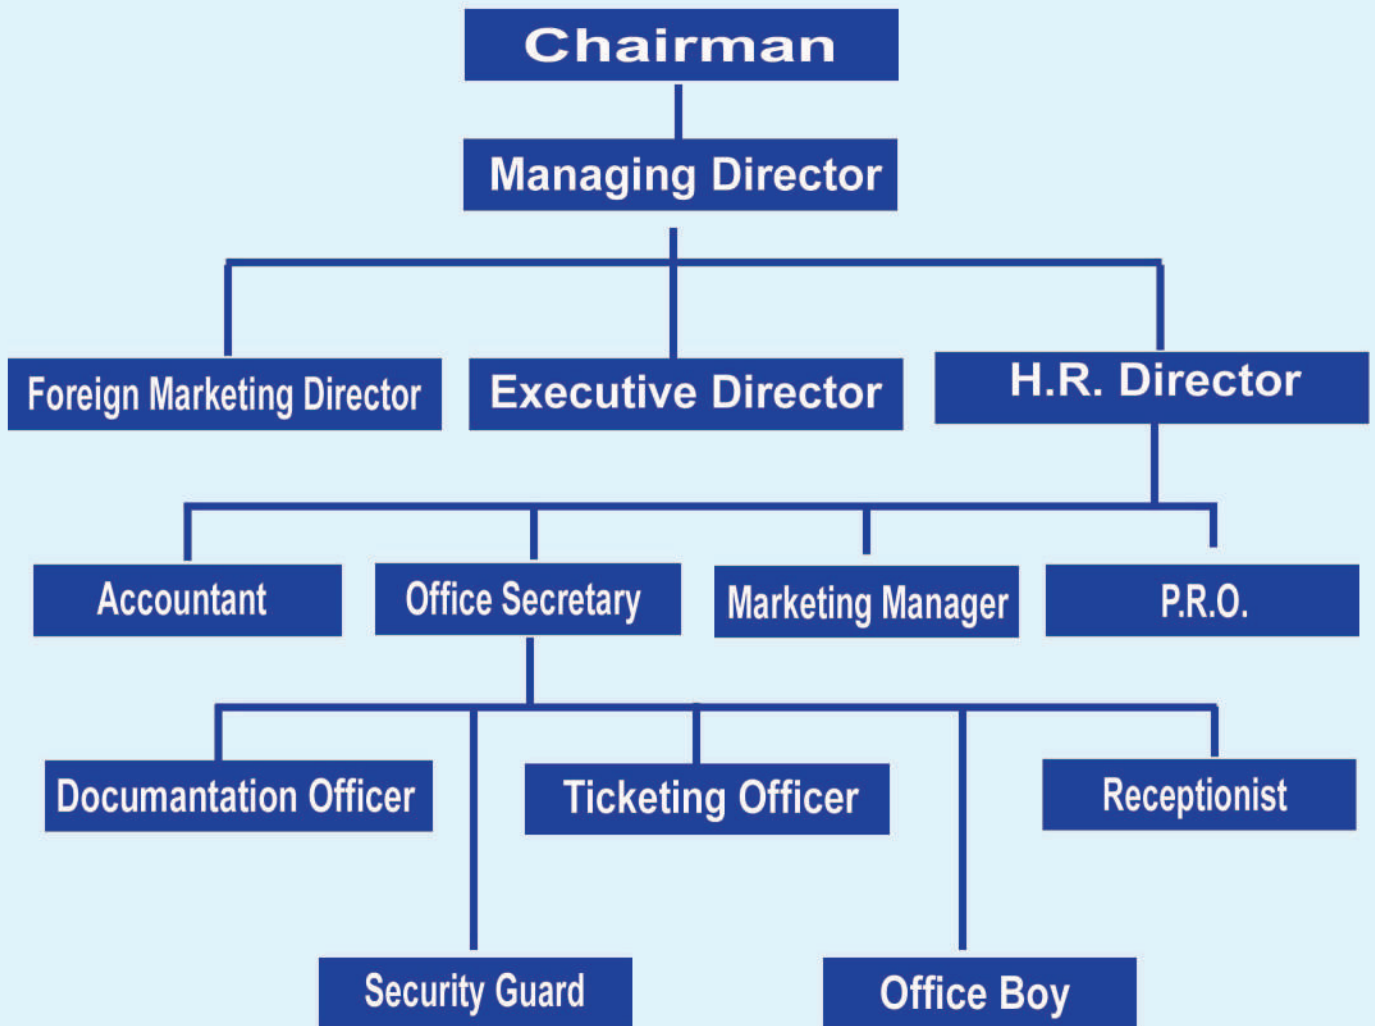 Chairman
Managing Director
Foreign Marketing Director
Executive Director
H.R. Director
Accountant
Office Secretary
Marketing Manager
P.R.O.
Documantation Officer
Ticketing Officer
Receptionist
Security Guard
Office Boy